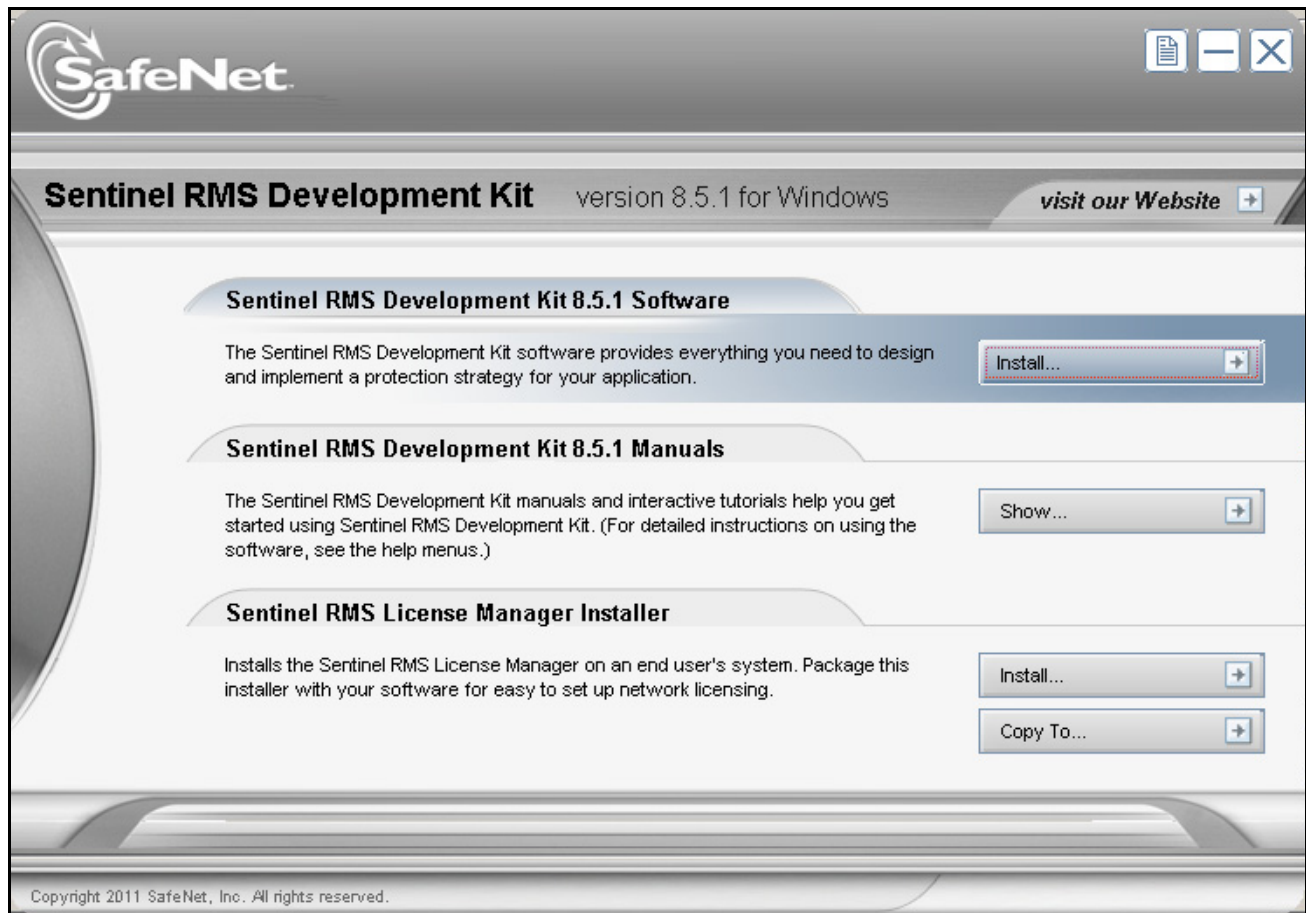 SafeNet
Sentinel RMS Development Kit version 8.5.1 for Windows
visit our Website
Sentinel RMS Development Kit 8.5.1 Software
The Sentinel RMS Development Kit software provides everything you need to design
and implement a protection strategy for your application.
Install...
Sentinel RMS Development Kit 8.5.1 Manuals
The Sentinel RMS Development Kit manuals and interactive tutorials help you get
started using Sentinel RMS Development Kit. (For detailed instructions on using the
software, see the help menus.)
Show...
Sentinel RMS License Manager Installer
Installs the Sentinel RMS License Manager on an end user's system. Package this
installer with your software for easy to set up network licensing.
Install...
Copy To...
Copyright 2011 SafeNet, Inc. All rights reserved.